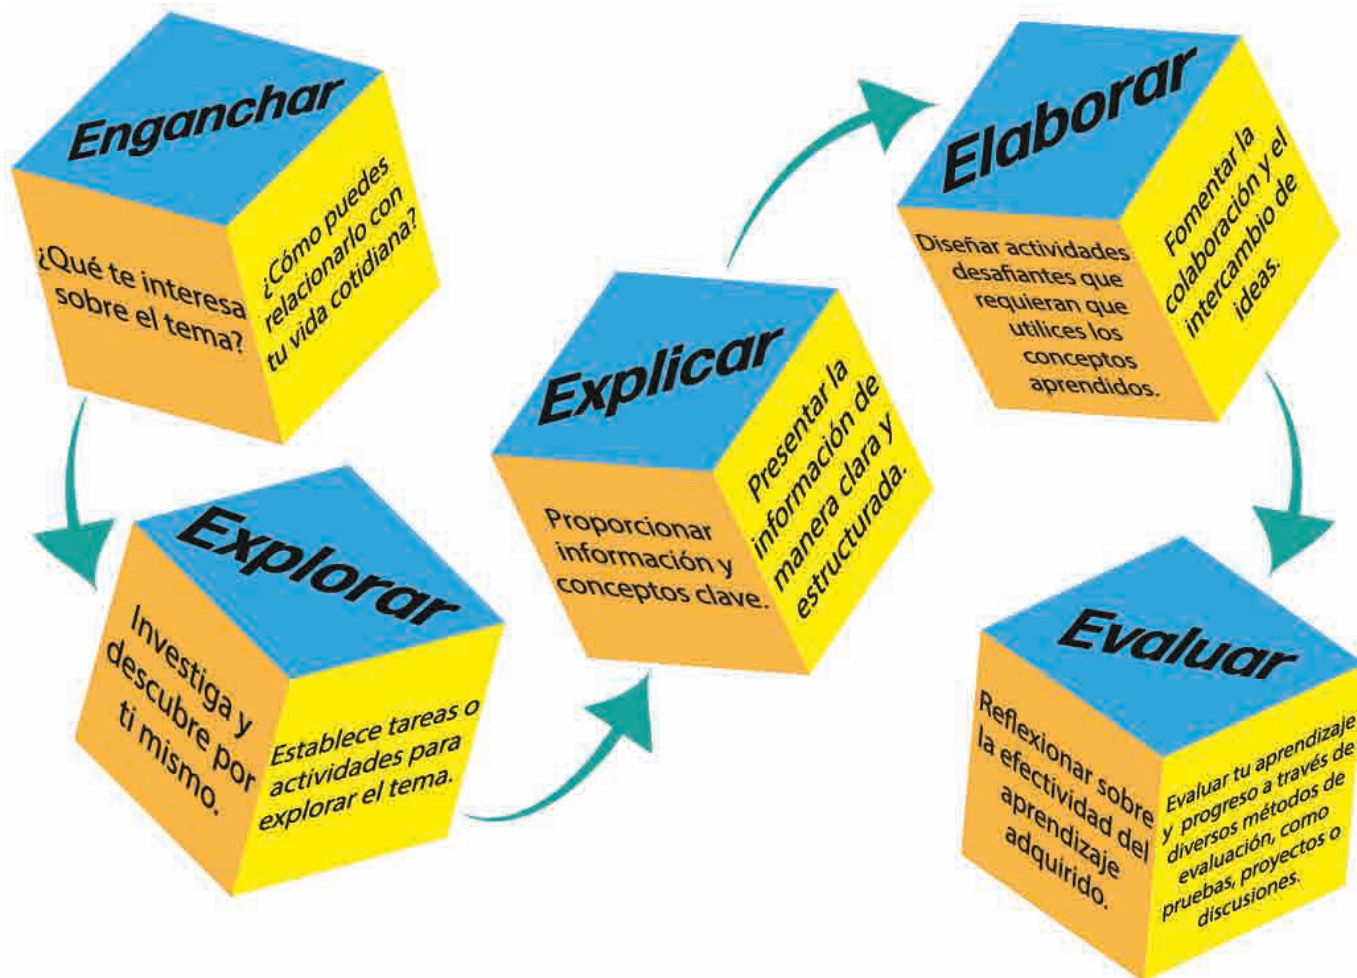 Enganchar
¿Qué te interesa
sobre el tema?
¿Cómo puedes
relacionarlo con
tu vida cotidiana?
Explorar
Investiga y
descubre por
ti mismo.
Establece tareas o
actividades para
explorar el tema.
Explicar
Proporcionar
información y
conceptos clave.
Presentar la
información de
manera clara y
estructurada.
Elaborar
Diseñar actividades
desafiantes que
requieran que
utilices los
conceptos
aprendidos.
Fomentar la
colaboración y el
intercambio de
ideas.
Evaluar
Reflexionar sobre
la efectividad del
aprendizaje
adquirido.
Evaluar tu aprendizaje
y progreso a través de
diversos métodos de
evaluación, como
pruebas, proyectos o
discusiones.